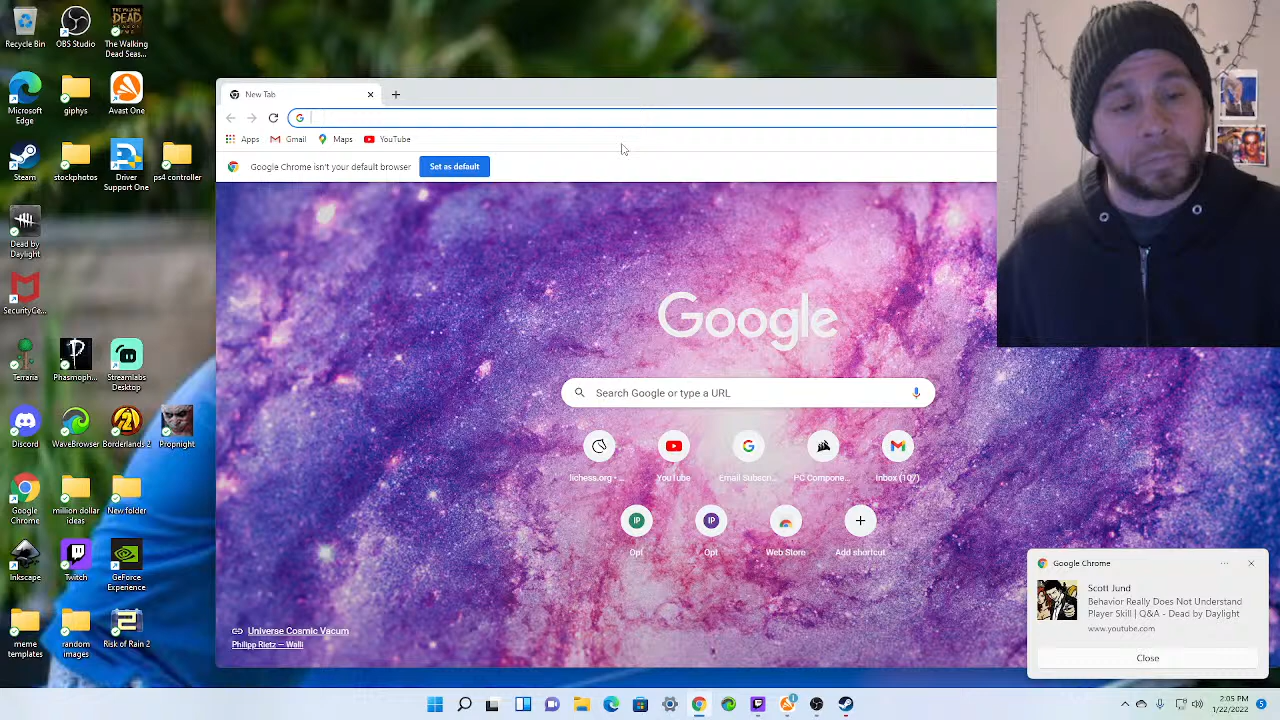 Recycle Bin
OBS Studio
The Walking
Dead Seas...
Microsoft
Edge
giphys
Avast One
Steam
stockphotos
Driver
Support One
ps4 controller
Dead by
Daylight
SecurityCe...
Terraria
Phasmoph...
Streamlabs
Desktop
Discord
WaveBrowser
Borderlands 2
Propnight
Google
Chrome
million dollar
ideas
New folder
Inkscape
Twitch
GeForce
Experience
meme
templates
random
images
Risk of Rain 2
New Tab
Apps
Gmail
Maps
YouTube
Google Chrome isn't your default browser
Set as default
Google
Search Google or type a URL
lichess.org • ...
YouTube
Email Subscri...
PC Compone...
Inbox (107)
IP
Opt
IP
Opt
Web Store
Add shortcut
Universe Cosmic Vacum
Philipp Rietz — Walli
Google Chrome
Scott Jund
Behavior Really Does Not Understand
Player Skill | Q&A - Dead by Daylight
www.youtube.com
Close
2:05 PM
1/22/2022
5